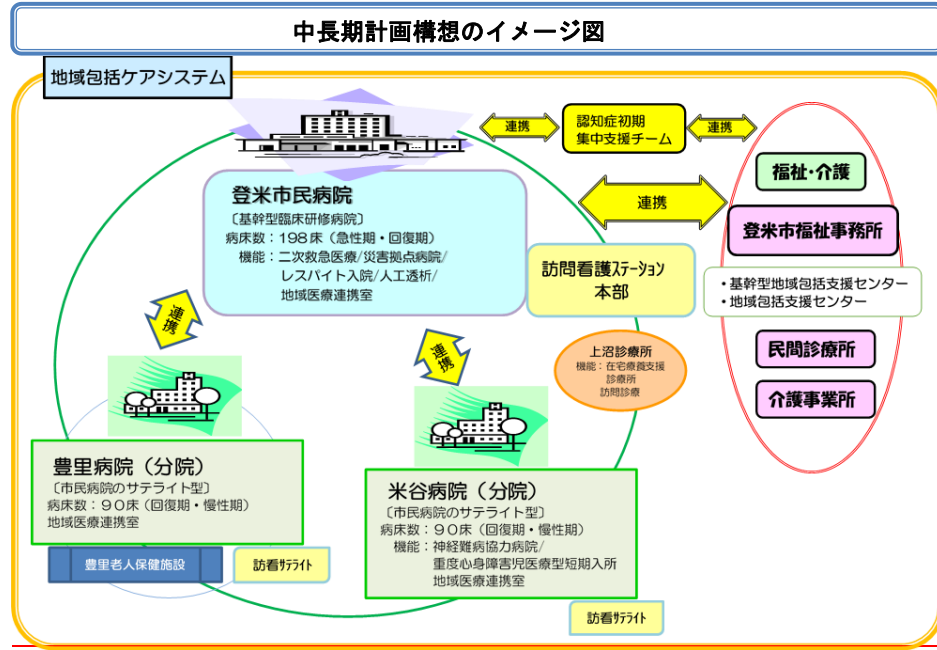 中長期計画構想のイメージ図
地域包括ケアシステム
連携
認知症初期
集中支援チーム
連携
福祉・介護
登米市民病院
〔基幹型臨床研修病院〕
病床数：198床（急性期・回復期）
機能：二次救急医療/災害拠点病院/
レスパイト入院/人工透析/
地域医療連携室
連携
登米市福祉事務所
訪問看護ｽﾃｰｼｮﾝ
本部
・基幹型地域包括支援センター
・地域包括支援センター
連携
連携
上沼診療所
機能：在宅療養支援
診療所
訪問診療
民間診療所
介護事業所
豊里病院（分院）
〔市民病院のサテライト型〕
病床数：９０床（回復期・慢性期）
地域医療連携室
豊里老人保健施設
訪看ｻﾃﾗｲﾄ
米谷病院（分院）
〔市民病院のサテライト型〕
病床数：９０床（回復期・慢性期）
機能：神経難病協力病院/
重度心身障害児医療型短期入所
地域医療連携室
訪看ｻﾃﾗｲﾄ